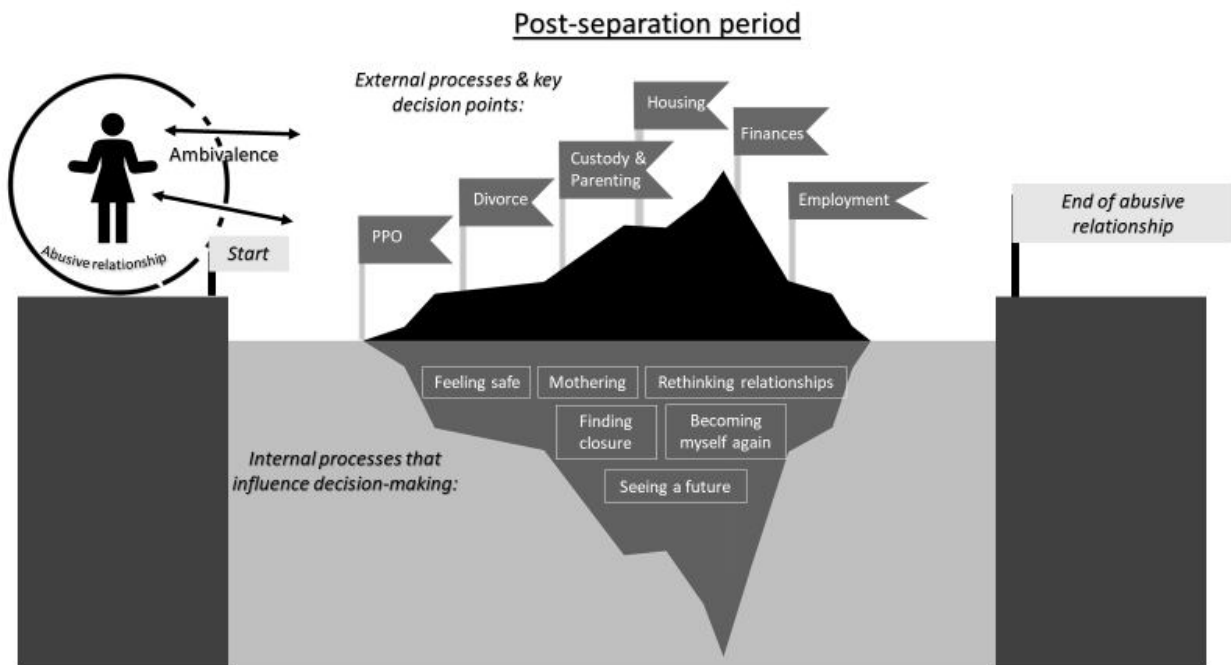 Post-separation period
External processes & key
decision points:
Housing
Finances
Custody &
Parenting
Divorce
Employment
PPO
Ambivalence
Abusive relationship
Start
End of abusive
relationship
Feeling safe
Mothering
Rethinking relationships
Finding
closure
Becoming
myself again
Internal processes that
influence decision-making:
Seeing a future